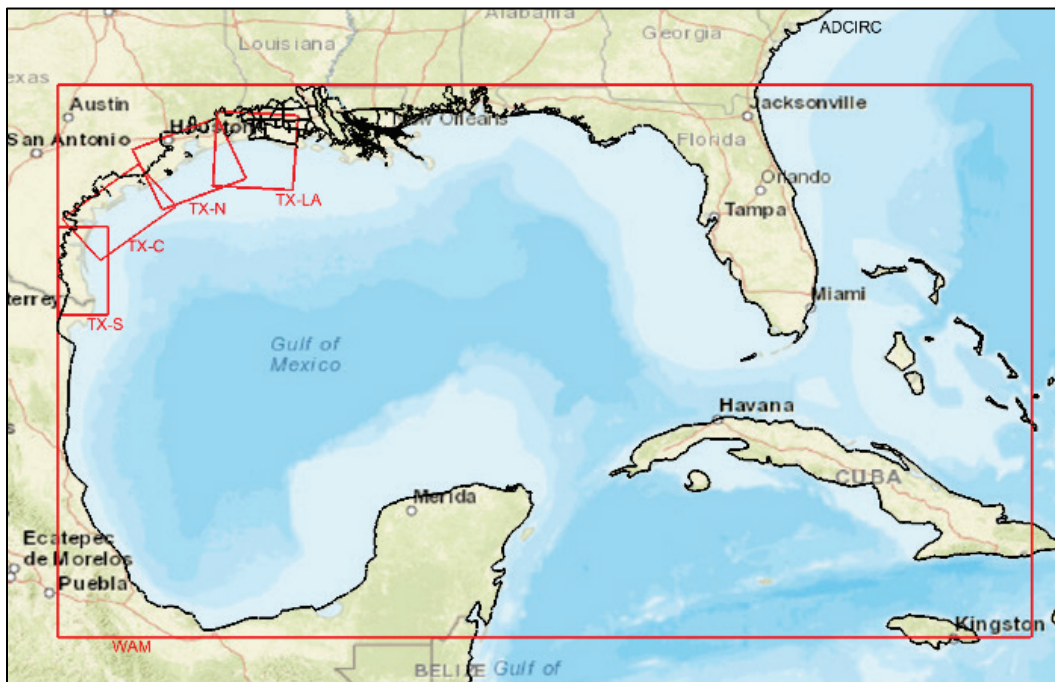 Alabama
Louisiana
Georgia
ADCIRC
exas
Austin
Jacksonville
Houston
New Orleans
San Antonio
Florida
Orlando
TX-LA
TX-N
Tampa
TX-C
terrey
Miami
TX-S
Gulf of
Mexico
Havana
CUBA
Merida
Ecatepec
de Morelos
Puebla
Kingston
WAM
BELIZE
Gulf of